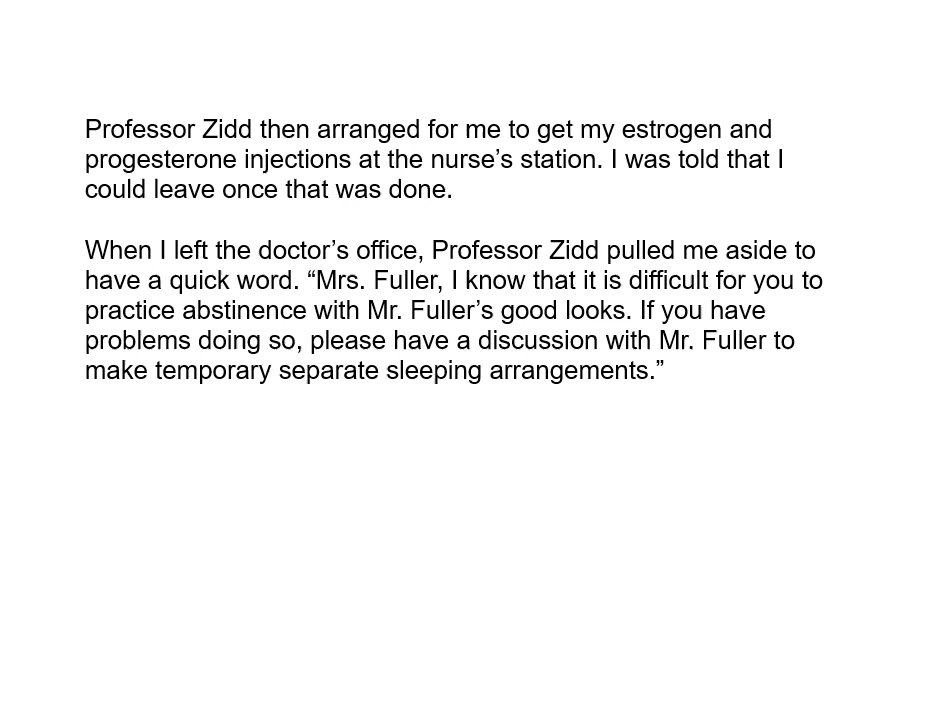 Professor Zidd then arranged for me to get my estrogen and
progesterone injections at the nurse’s station. I was told that I
could leave once that was done.
When I left the doctor’s office, Professor Zidd pulled me aside to
have a quick word. “Mrs. Fuller, I know that it is difficult for you to
practice abstinence with Mr. Fuller’s good looks. If you have
problems doing so, please have a discussion with Mr. Fuller to
make temporary separate sleeping arrangements.”